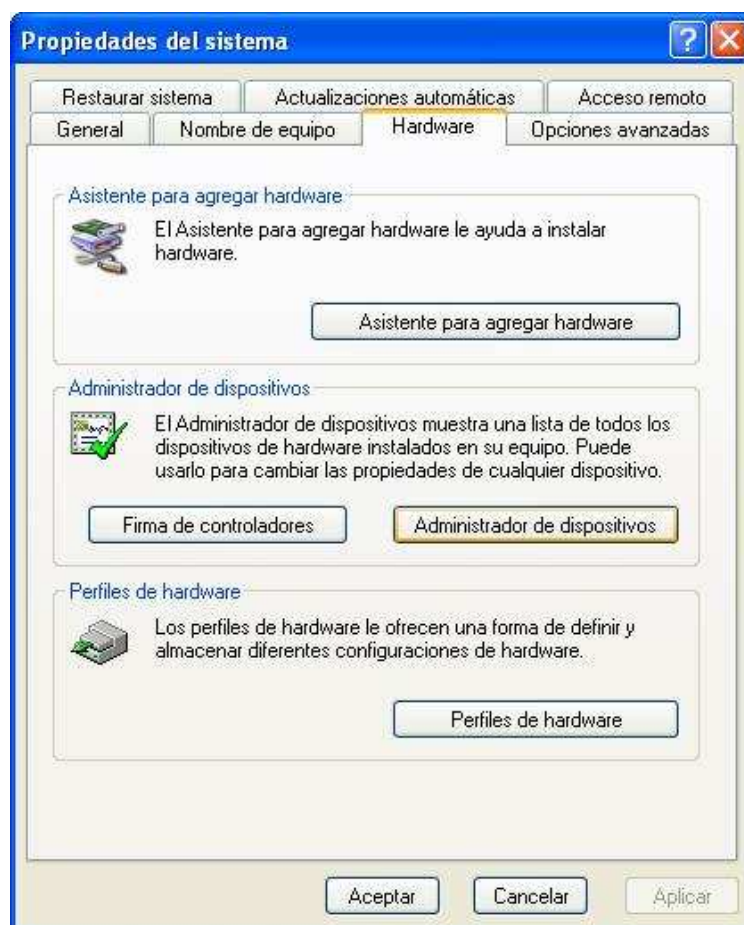 Propiedades del sistema
Restaurar sistema Actualizaciones automáticas Acceso remoto
General Nombre de equipo Hardware Opciones avanzadas
Asistente para agregar hardware
El Asistente para agregar hardware le ayuda a instalar
hardware.
Asistente para agregar hardware
Administrador de dispositivos
El Administrador de dispositivos muestra una lista de todos los
dispositivos de hardware instalados en su equipo. Puede
usarlo para cambiar las propiedades de cualquier dispositivo.
Firma de controladores Administrador de dispositivos
Perfiles de hardware
Los perfiles de hardware le ofrecen una forma de definir y
almacenar diferentes configuraciones de hardware.
Perfiles de hardware
Aceptar Cancelar Aplicar